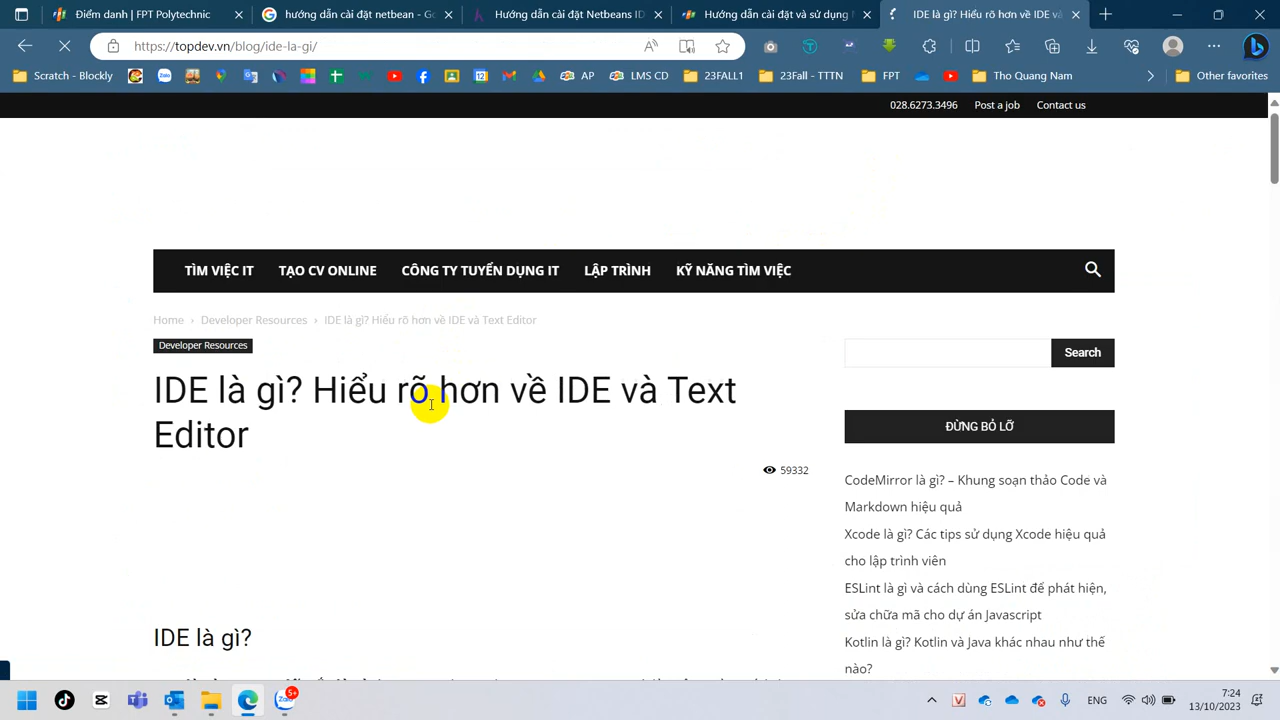 hướng dẫn cài đặt netbeans
Hướng dẫn cài đặt Netbeans IDE
Hướng dẫn cài đặt và sử dụng
IDE là gì? Hiểu rõ hơn về IDE và
https://topdev.vn/blog/ide-la-gi/
Scratch - Blockly
AP
LMS CD
23FALL1
23Fall - TTTN
FPT
Tho Quang Nam
Other favorites
028.6273.3496
Post a job
Contact us
TÌM VIỆC IT
TẠO CV ONLINE
CÔNG TY TUYỂN DỤNG IT
LẬP TRÌNH
KỸ NĂNG TÌM VIỆC
Home › Developer Resources › IDE là gì? Hiểu rõ hơn về IDE và Text Editor
Developer Resources
IDE là gì? Hiểu rõ hơn về IDE và Text
Editor
59332
IDE là gì?
Search
ĐỪNG BỎ LỠ
CodeMirror là gì? – Khung soạn thảo Code và
Markdown hiệu quả
Xcode là gì? Các tips sử dụng Xcode hiệu quả
cho lập trình viên
ESLint là gì và cách dùng ESLint để phát hiện,
sửa chữa mã cho dự án Javascript
Kotlin là gì? Kotlin và Java khác nhau như thế
nào?
5+
ENG
7:24
13/10/2023